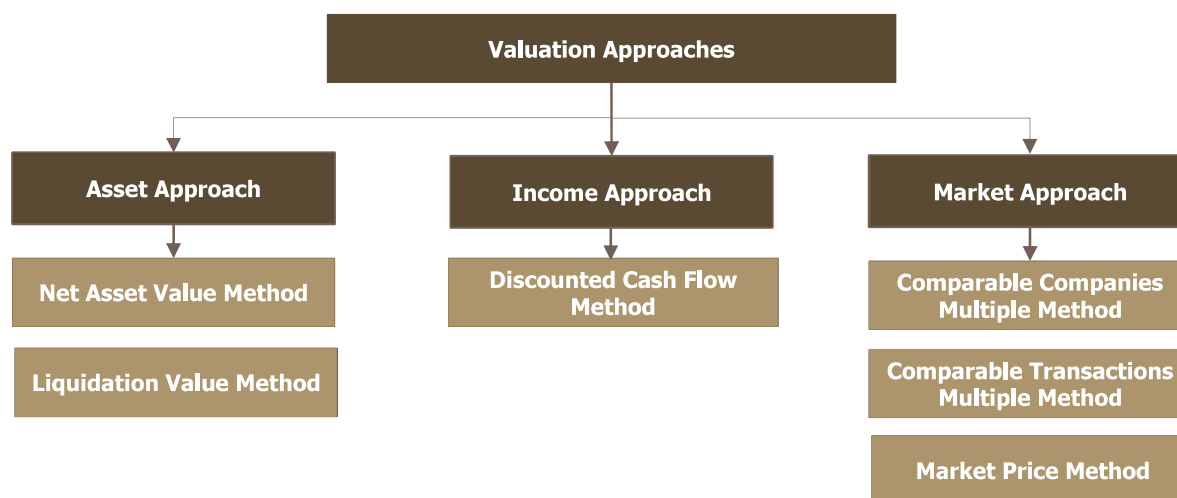 Valuation Approaches
Asset Approach
Income Approach
Market Approach
Net Asset Value Method
Discounted Cash Flow
Method
Comparable Companies
Multiple Method
Liquidation Value Method
Comparable Transactions
Multiple Method
Market Price Method